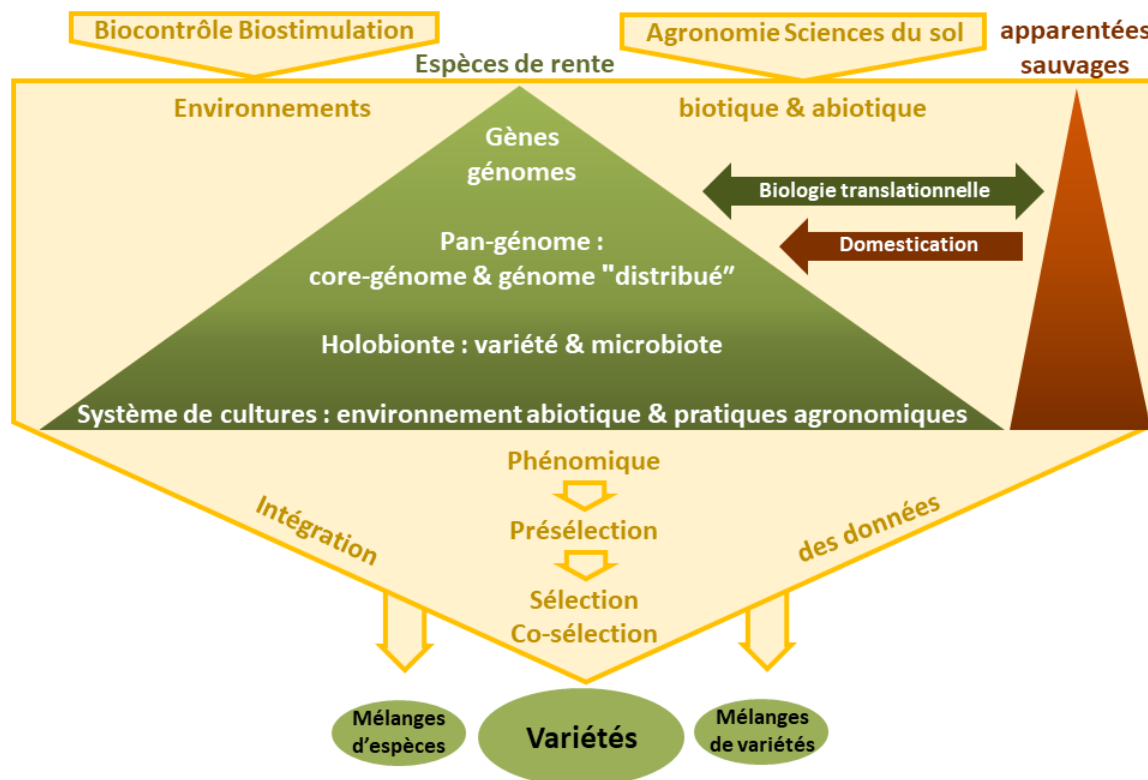 Biocontrôle Biostimulation
Agronomie Sciences du sol
apparentées
sauvages
Espèces de rente
Environnements
biotique & abiotique
Gènes
génomes
Biologie translationnelle
Domestication
Pan-génome :
core-génome & génome "distribué”
Holobionte : variété & microbiote
Système de cultures : environnement abiotique & pratiques agronomiques
Phénomique
Intégration
des données
Présélection
Sélection
Co-sélection
Mélanges
d’espèces
Variétés
Mélanges
de variétés